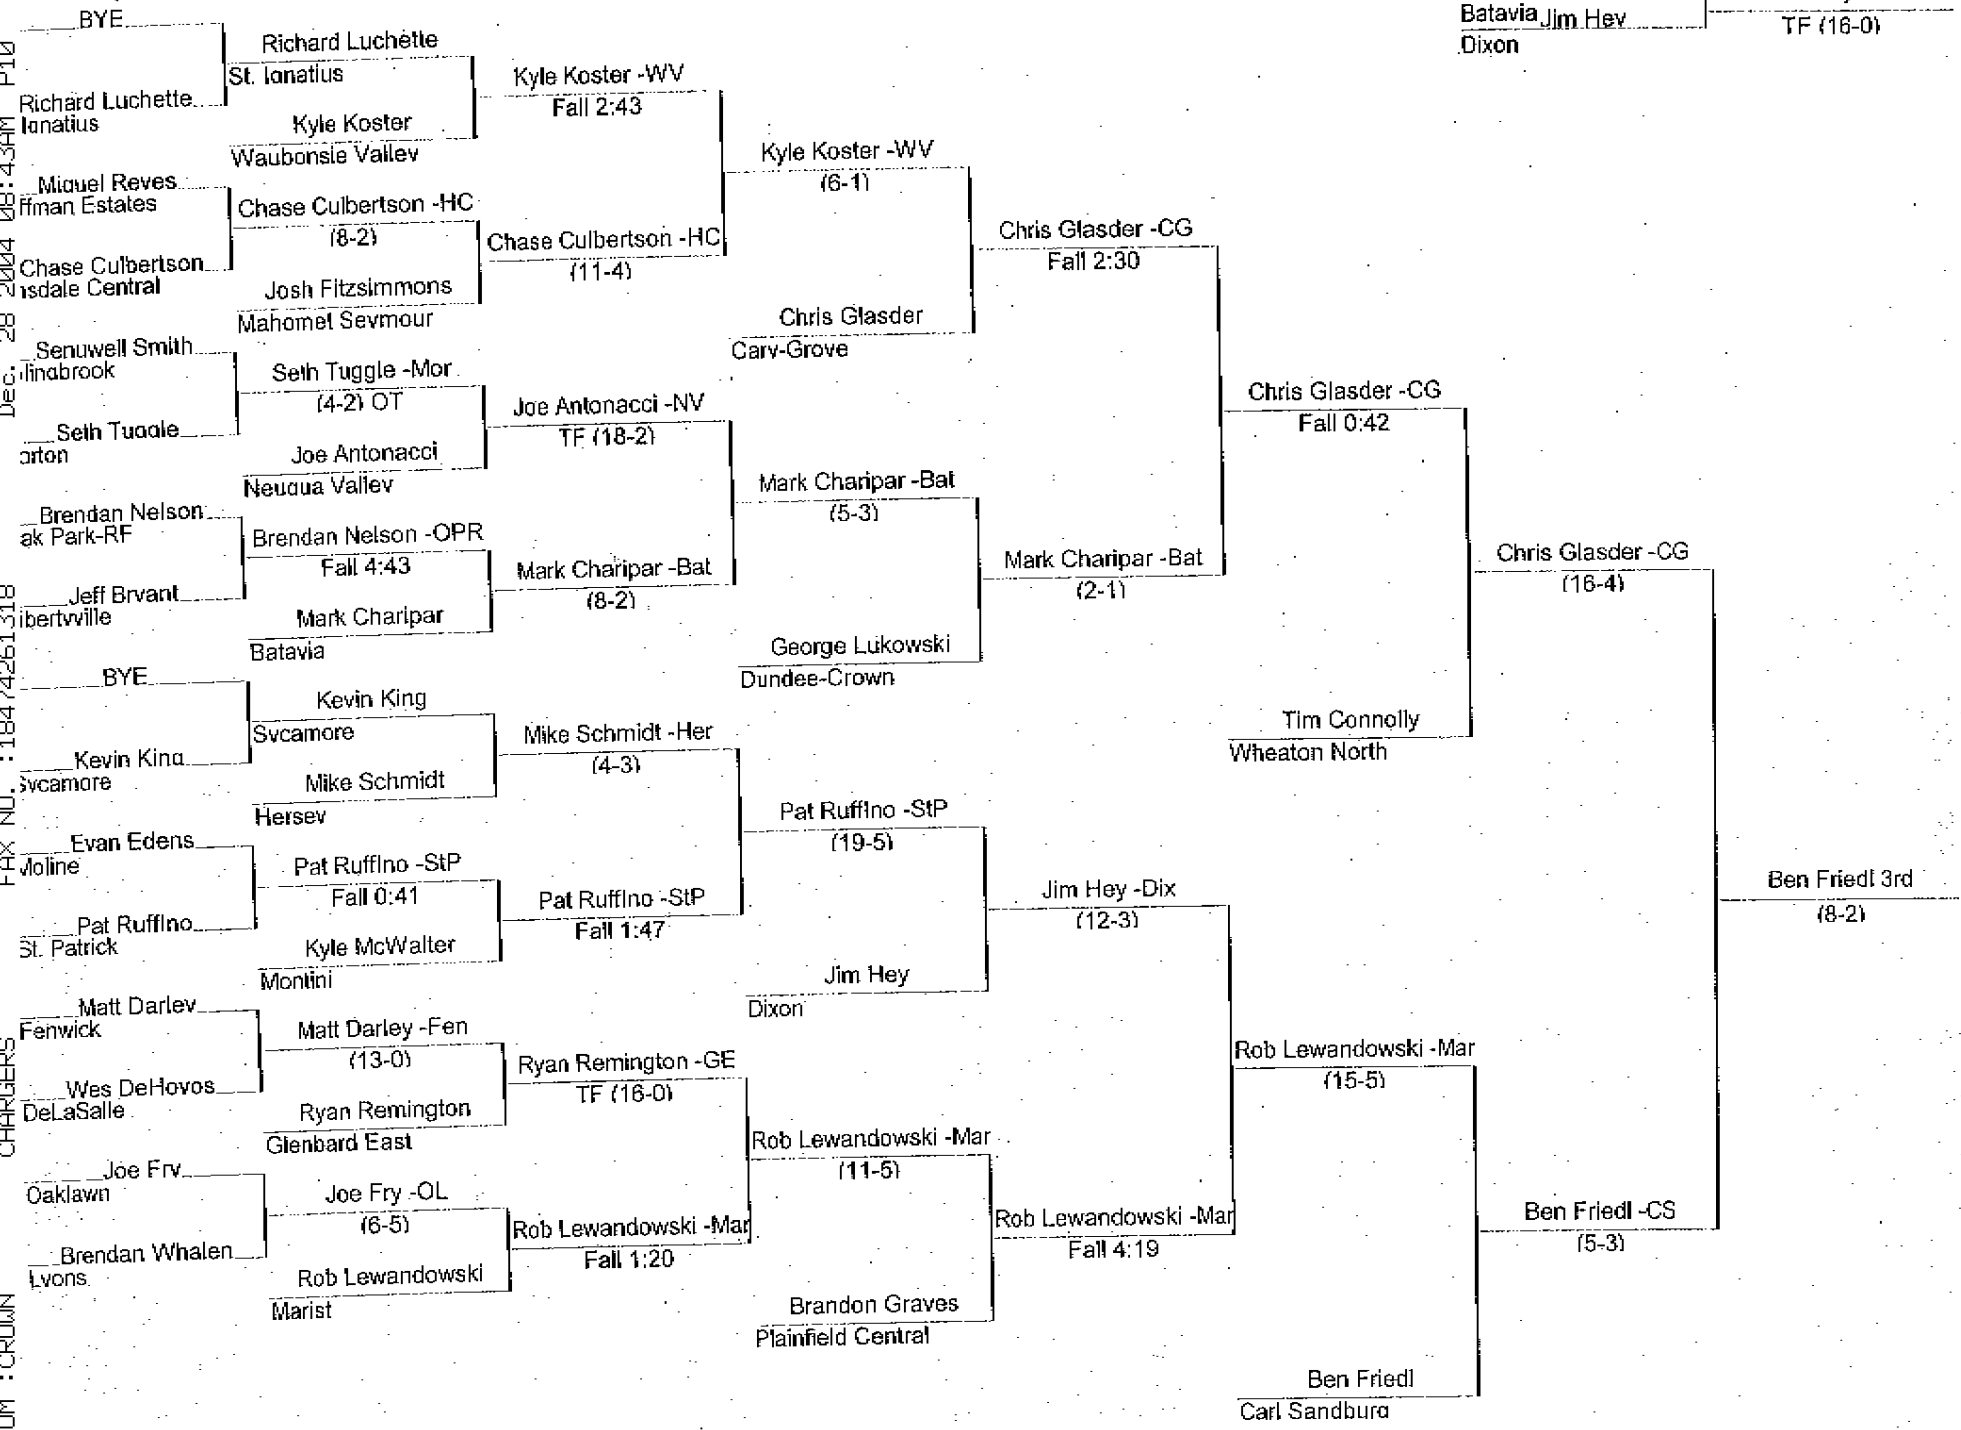 BYE
Richard Luchette
Ignatius
Miguel Reyes
ffman Estates
Chase Culbertson
nsdale Central
Senuwell Smith
lingbrook
Seth Tuggle
orton
Brendan Nelson
ak Park-RF
Jeff Bryant
ibertyville
BYE
Kevin King
Sycamore
Evan Edens
Moline
Pat Ruffino
St. Patrick
Matt Darley
Fenwick
Wes DeHoyos
DeLaSalle
Joe Fry
Oaklawn
Brendan Whalen
Lyons
Richard Luchette
St. Ignatius
Kyle Koster
Waubonsie Valley
Chase Culbertson -HC
(8-2)
Josh Fitzsimmons
Mahomet Seymour
Seth Tuggle -Mor
(4-2) OT
Joe Antonacci
Neuqua Valley
Brendan Nelson -OPR
Fall 4:43
Mark Charipar
Batavia
Kevin King
Sycamore
Mike Schmidt
Hersey
Pat Ruffino -StP
Fall 0:41
Kyle McWalter
Montini
Matt Darley -Fen
(13-0)
Ryan Remington
Glenbard East
Joe Fry -OL
(6-5)
Rob Lewandowski
Marist
Kyle Koster -WV
Fall 2:43
Chase Culbertson -HC
(11-4)
Joe Antonacci -NV
TF (18-2)
Mark Charipar -Bat
(8-2)
Mike Schmidt -Her
(4-3)
Pat Ruffino -StP
Fall 1:47
Ryan Remington -GE
TF (16-0)
Rob Lewandowski -Mar
Fall 1:20
Kyle Koster -WV
(6-1)
Chris Glasder
Cary-Grove
Mark Charipar -Bat
(5-3)
George Lukowski
Dundee-Crown
Pat Ruffino -StP
(19-5)
Jim Hey
Dixon
Rob Lewandowski -Mar
(11-5)
Brandon Graves
Plainfield Central
Chris Glasder -CG
Fall 2:30
Mark Charipar -Bat
(2-1)
Jim Hey -Dix
(12-3)
Rob Lewandowski -Mar
Fall 4:19
Chris Glasder -CG
Fall 0:42
Tim Connolly
Wheaton North
Rob Lewandowski -Mar
(15-5)
Ben Friedl
Carl Sandburg
Chris Glasder -CG
(16-4)
Ben Friedl -CS
(5-3)
Ben Friedl 3rd
(8-2)
Batavia
Jim Hey
Dixon
TF (16-0)
OM :CROWN CHARGERS FAX NO. :18474261318 Dec. 28 2004 08:43AM P10